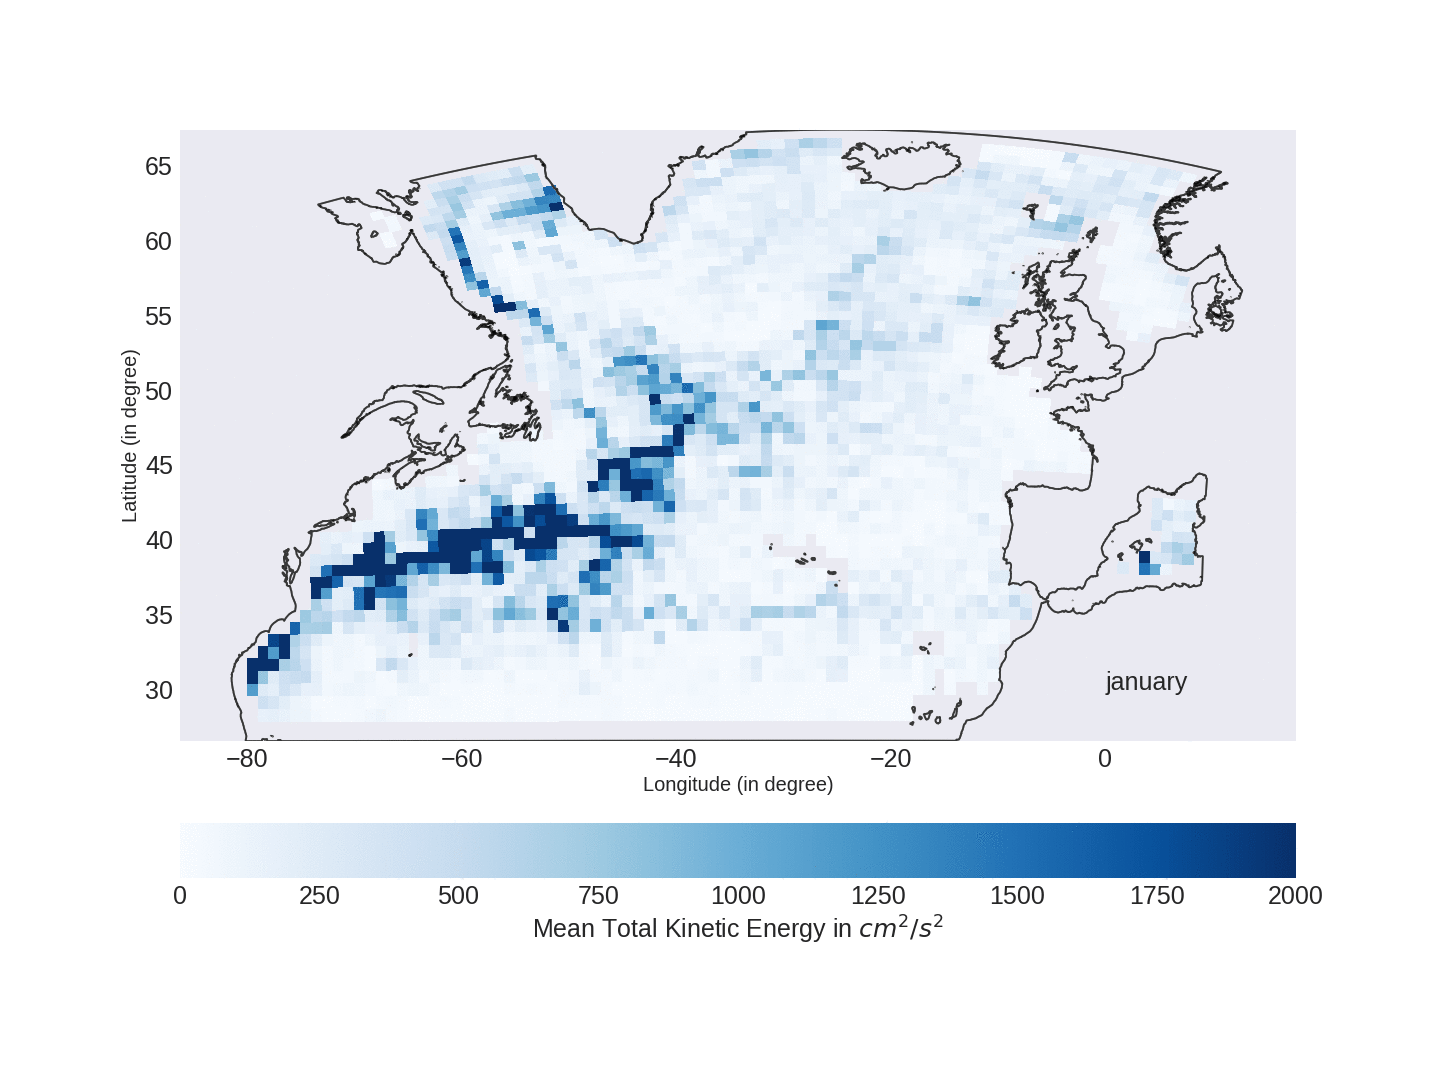 65
60
55
50
45
40
35
30
Latitude (in degree)
january
−80 −60 −40 −20 0
Longitude (in degree)
0 250 500 750 1000 1250 1500 1750 2000
Mean Total Kinetic Energy in cm²/s²